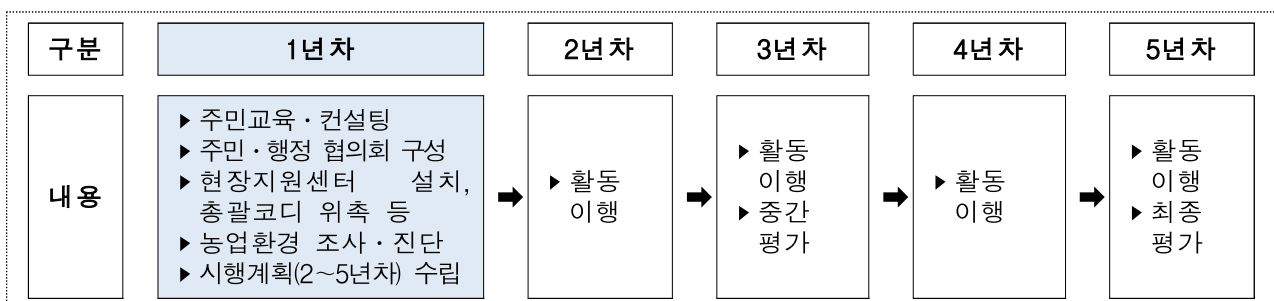 구분
1년차
2년차
3년차
4년차
5년차
내용
▶ 주민교육·컨설팅
▶ 주민·행정 협의회 구성
▶ 현장지원센터 설치,
총괄코디 위촉 등
▶ 농업환경 조사·진단
▶ 시행계획(2~5년차) 수립
➡
▶ 활동
이행
➡
▶ 활동
이행
▶ 중간
평가
➡
▶ 활동
이행
➡
▶ 활동
이행
▶ 최종
평가